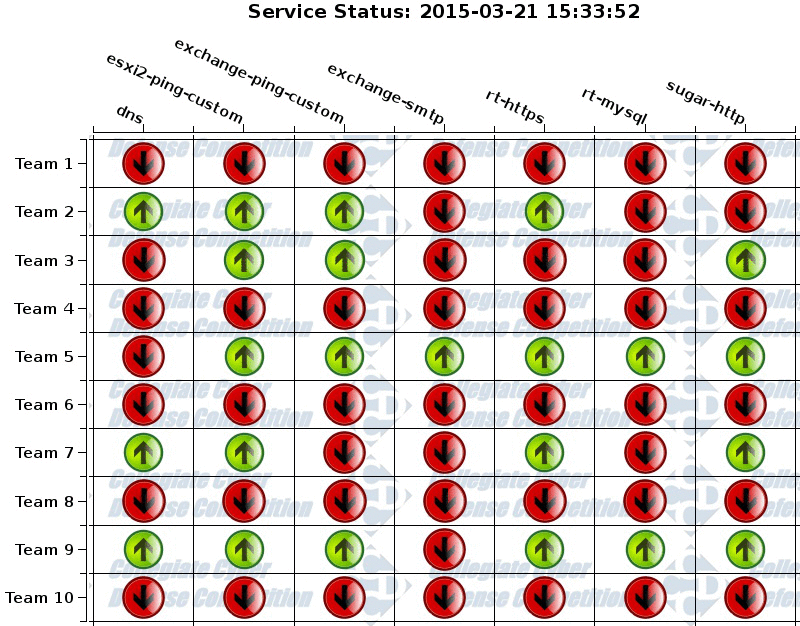 Service Status: 2015-03-21 15:33:52
dns
esxi2-ping-custom
exchange-ping-custom
exchange-smtp
rt-https
rt-mysql
sugar-http
Team 1
Team 2
Team 3
Team 4
Team 5
Team 6
Team 7
Team 8
Team 9
Team 10
Collegiate Cyber
Defense Competition